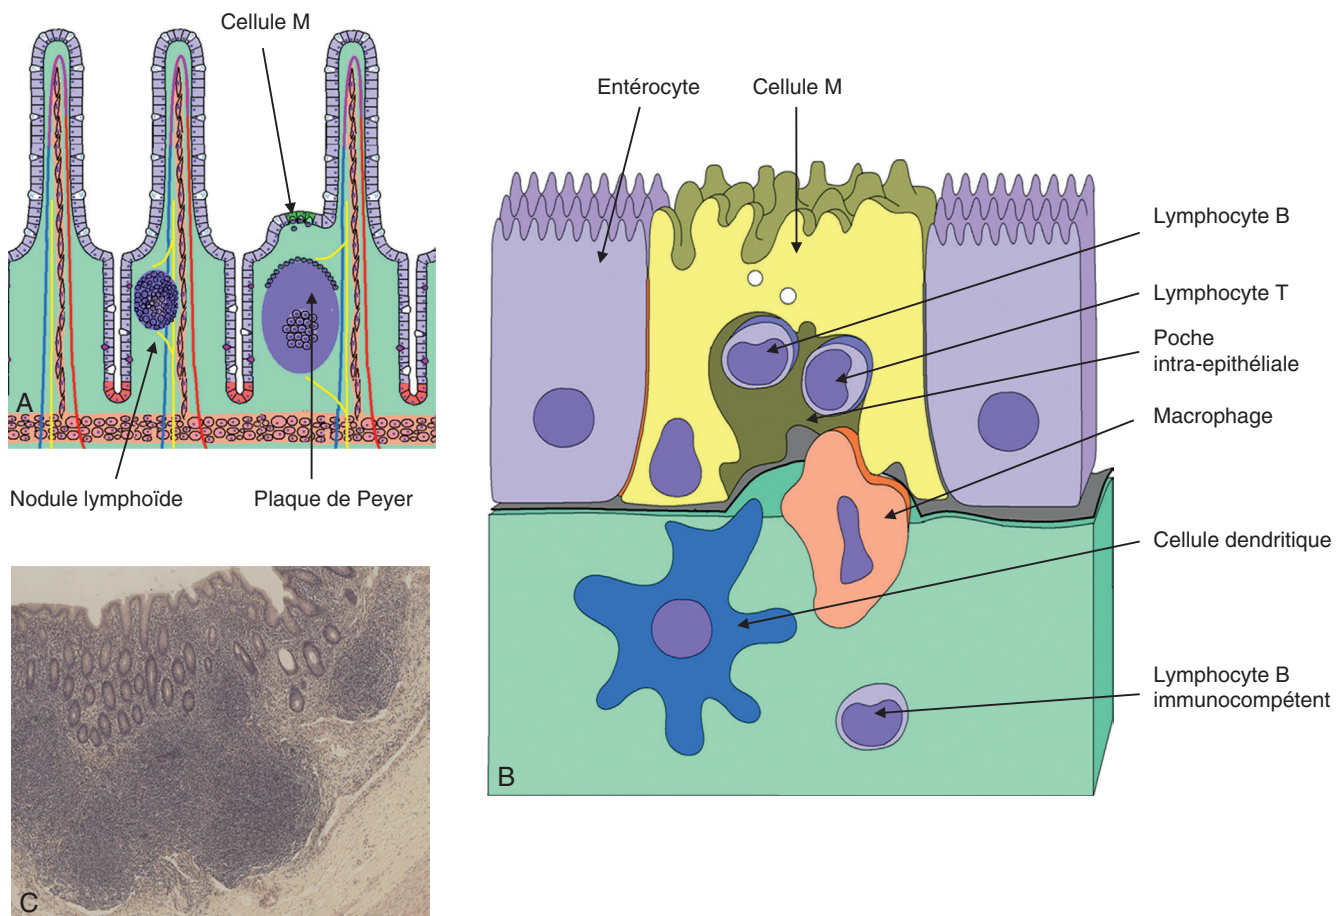 Cellule M
A
Nodule lymphoïde
Plaque de Peyer
Entérocyte
Cellule M
Lymphocyte B
Lymphocyte T
Poche
intra-epithéliale
Macrophage
Cellule dendritique
Lymphocyte B
immunocompétent
B
C